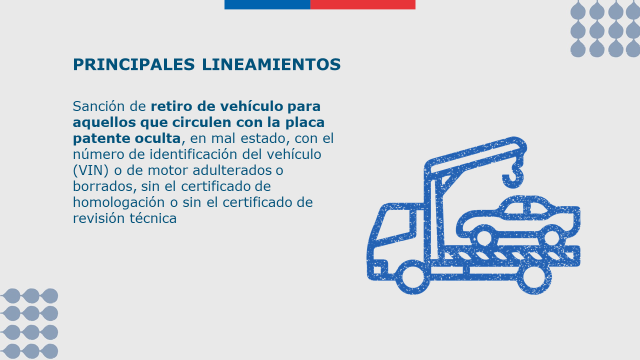 PRINCIPALES LINEAMIENTOS
Sanción de retiro de vehículo para
aquellos que circulen con la placa
patente oculta, en mal estado, con el
número de identificación del vehículo
(VIN) o de motor adulterados o
borrados, sin el certificado de
homologación o sin el certificado de
revisión técnica